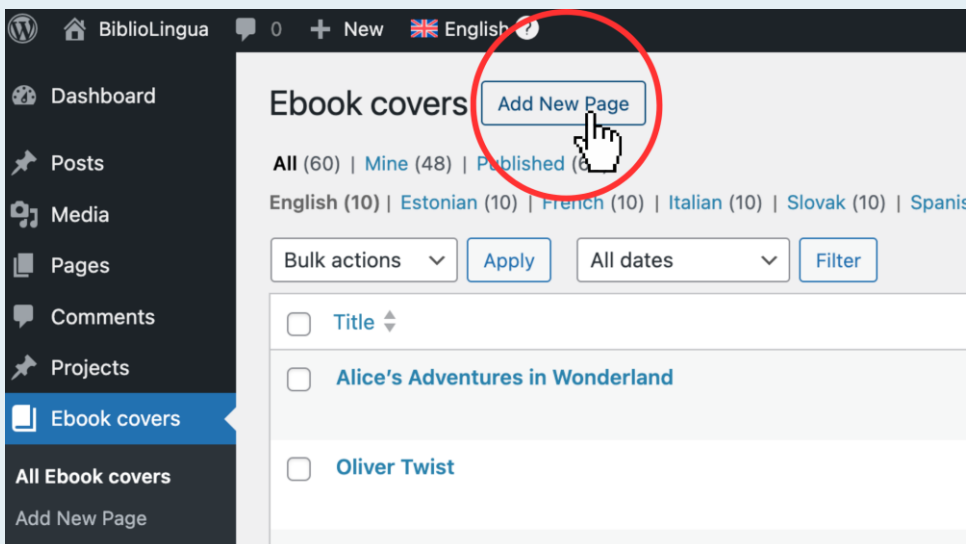 BiblioLingua 0 New English ?
Dashboard
Posts
Media
Pages
Comments
Projects
Ebook covers
All Ebook covers
Add New Page
Ebook covers Add New Page
All (60) | Mine (48) | Published
English (10) | Estonian (10) | French (10) | Italian (10) | Slovak (10) |
Bulk actions Apply All dates Filter
Title
Alice's Adventures in Wonderland
Oliver Twist